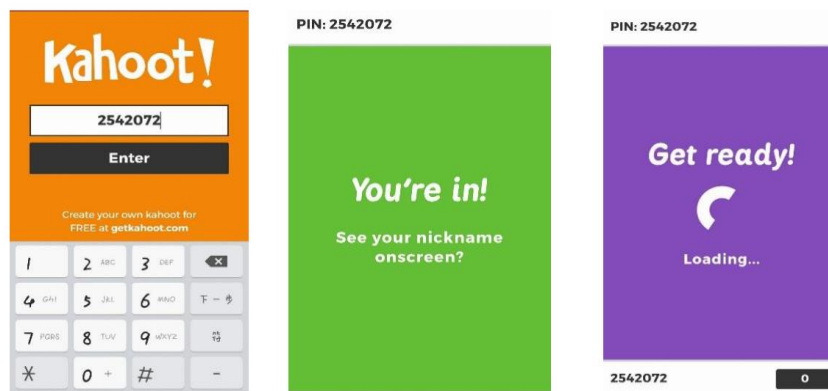 Kahoot!
2542072
Enter
Create your own kahoot for
FREE at getkahoot.com
1
2 ABC
3 DEF
4 GHI
5 JKL
6 MNO
下一步
7 PQRS
8 TUV
9 WXYZ
*
0 +
#
-
PIN: 2542072
You're in!
See your nickname
onscreen?
PIN: 2542072
Get ready!
Loading...
2542072
0